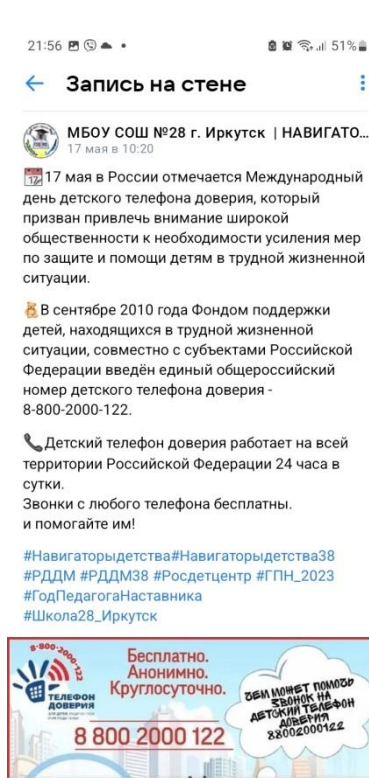 21:56
51%
Запись на стене
МБОУ СОШ №28 г. Иркутск | НАВИГАТО...
17 мая в 10:20
17 мая в России отмечается Международный
день детского телефона доверия, который
призван привлечь внимание широкой
общественности к необходимости усиления мер
по защите и помощи детям в трудной жизненной
ситуации.
В сентябре 2010 года Фондом поддержки
детей, находящихся в трудной жизненной
ситуации, совместно с субъектами Российской
Федерации введён единый общероссийский
номер детского телефона доверия -
8-800-2000-122.
Детский телефон доверия работает на всей
территории Российской Федерации 24 часа в
сутки.
Звонки с любого телефона бесплатны.
и помогайте им!
#Навигаторыдетства#Навигаторыдетства38
#РДДМ #РДДМ38 #Росдетцентр #ГПН_2023
#ГодПедагогаНаставника
#Школа28_Иркутск
8-800-2000-122
ТЕЛЕФОН
ДОВЕРИЯ
Бесплатно.
Анонимно.
Круглосуточно.
8 800 2000 122
ЧЕМ МОЖЕТ ПОМОЧЬ
ЗВОНОК НА
ДЕТСКИЙ ТЕЛЕФОН
ДОВЕРИЯ
88002000122